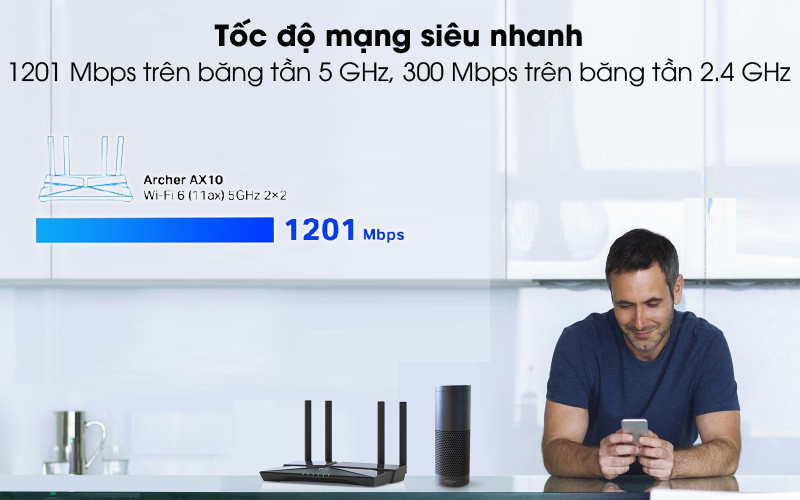 Tốc độ mạng siêu nhanh
1201 Mbps trên băng tần 5 GHz, 300 Mbps trên băng tần 2.4 GHz
Archer AX10
Wi-Fi 6 (11ax) 5GHz 2×2
1201 Mbps